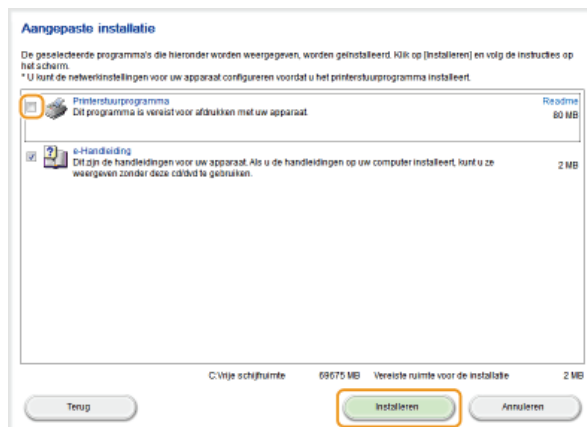 Aangepaste installatie
De geselecteerde programma's die hieronder worden weergegeven, worden geïnstalleerd. Klik op [Installeren] en volg de instructies op
het scherm.
* U kunt de netwerkinstellingen voor uw apparaat configureren voordat u het printerstuurprogramma installeert.
Printerstuurprogramma
Readme
Dit programma is vereist voor afdrukken met uw apparaat.
80 MB
e-Handleiding
Dit zijn de handleidingen voor uw apparaat. Als u de handleidingen op uw computer installeert, kunt u ze
weergeven zonder deze cd/dvd te gebruiken.
2 MB
C:Vrije schijfruimte 69675 MB Vereiste ruimte voor de installatie 2 MB
Terug
Installeren
Annuleren